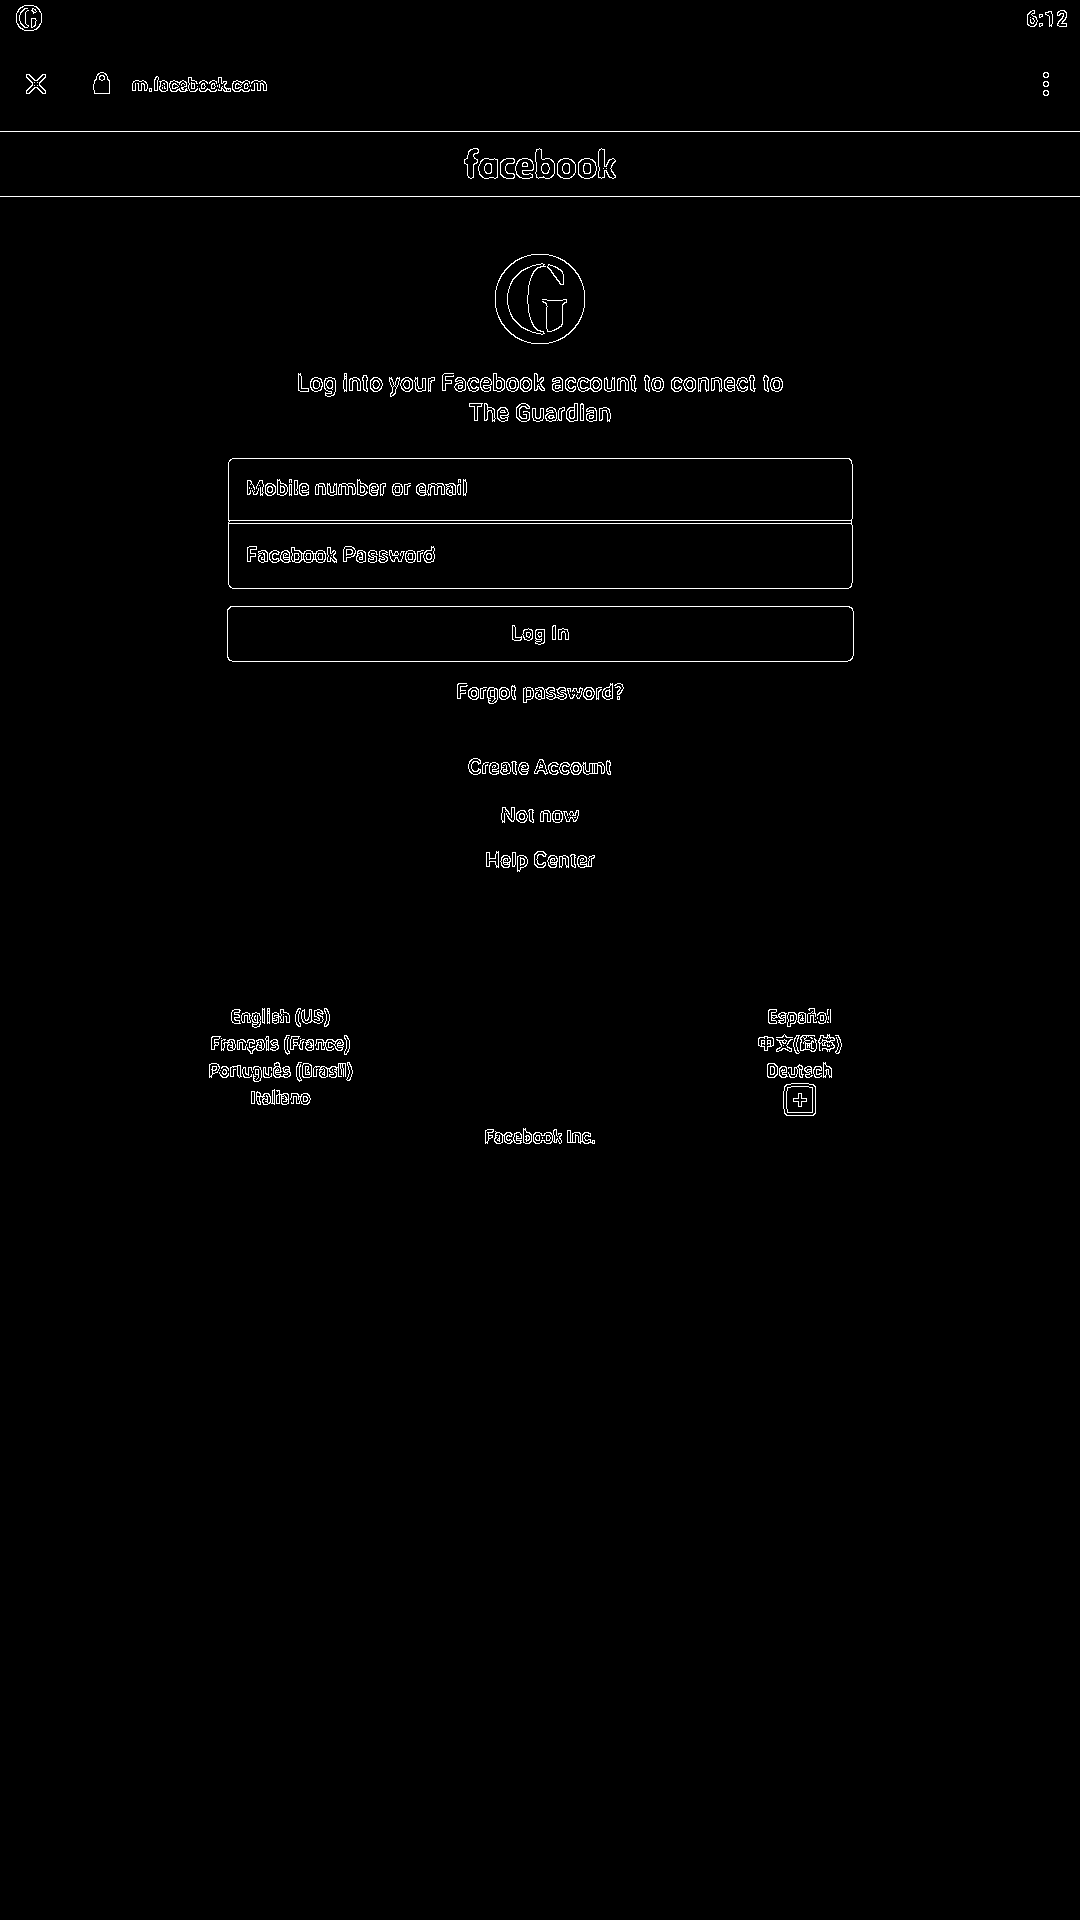 6:12
m.facebook.com
facebook
G
Log into your Facebook account to connect to
The Guardian
Mobile number or email
Facebook Password
Log In
Forgot password?
Create Account
Not now
Help Center
English (US)
Français (France)
Português (Brasil)
Italiano
Español
中文(简体)
Deutsch
Facebook Inc.